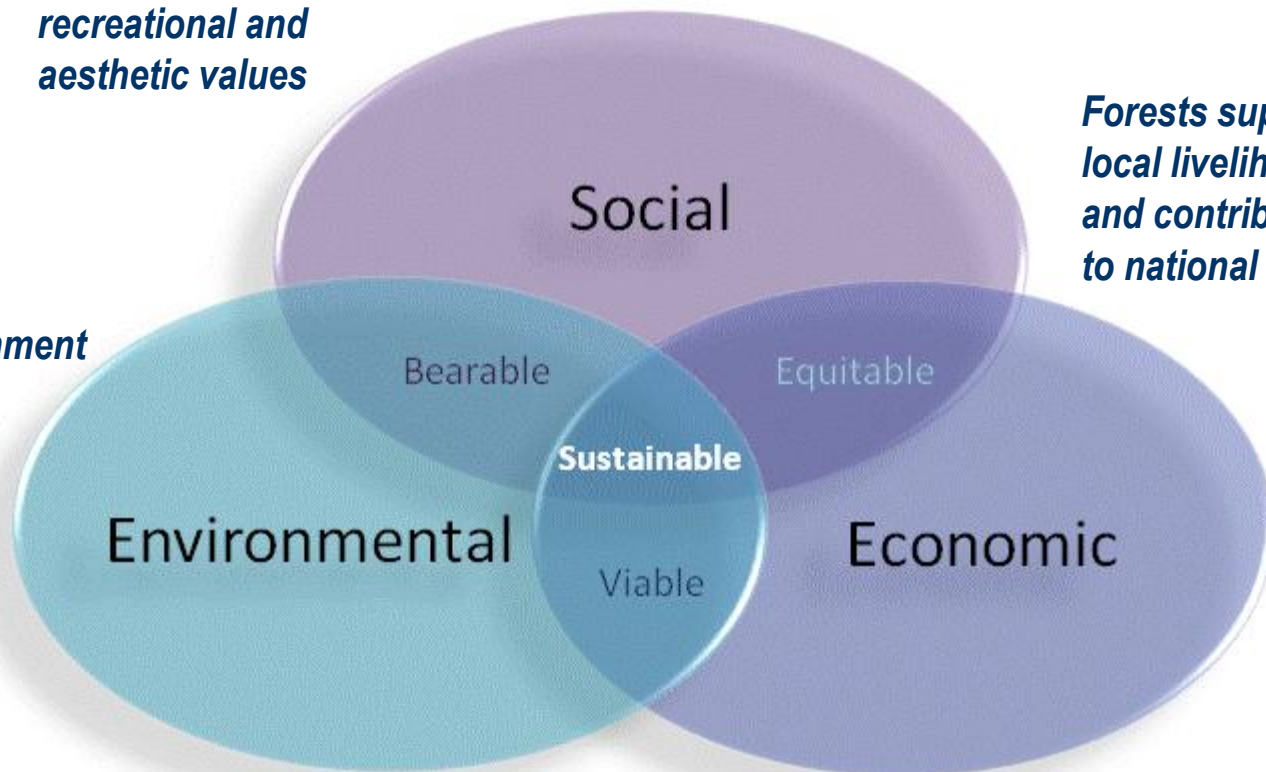 recreational and
aesthetic values
Forests sup
local livelih
and contrib
to national
Social
nment
Bearable
Equitable
Sustainable
Environmental
Economic
Viable